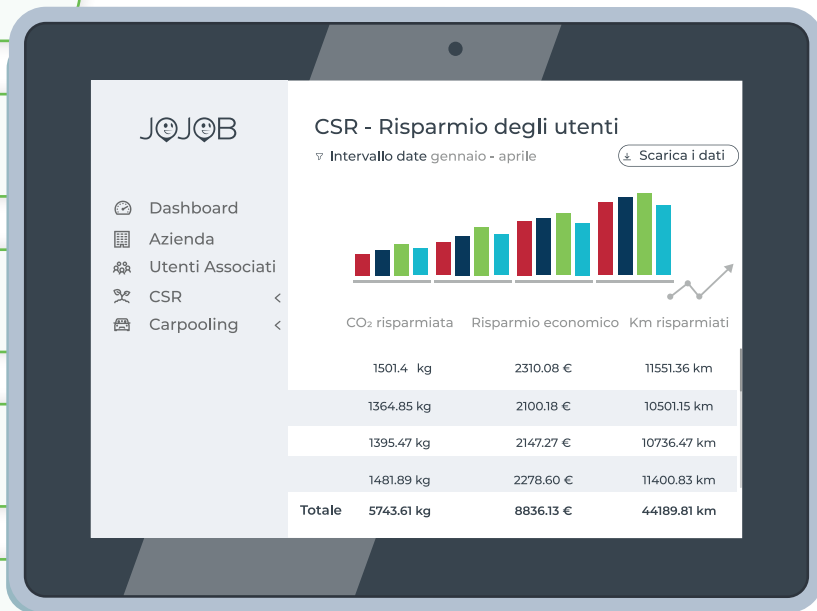 JOJOB
Dashboard
Azienda
Utenti Associati
CSR <
Carpooling <
CSR - Risparmio degli utenti
Intervallo date gennaio - aprile
Scarica i dati
CO₂ risparmiata Risparmio economico Km risparmiati
1501.4 kg 2310.08 € 11551.36 km
1364.85 kg 2100.18 € 10501.15 km
1395.47 kg 2147.27 € 10736.47 km
1481.89 kg 2278.60 € 11400.83 km
Totale 5743.61 kg 8836.13 € 44189.81 km